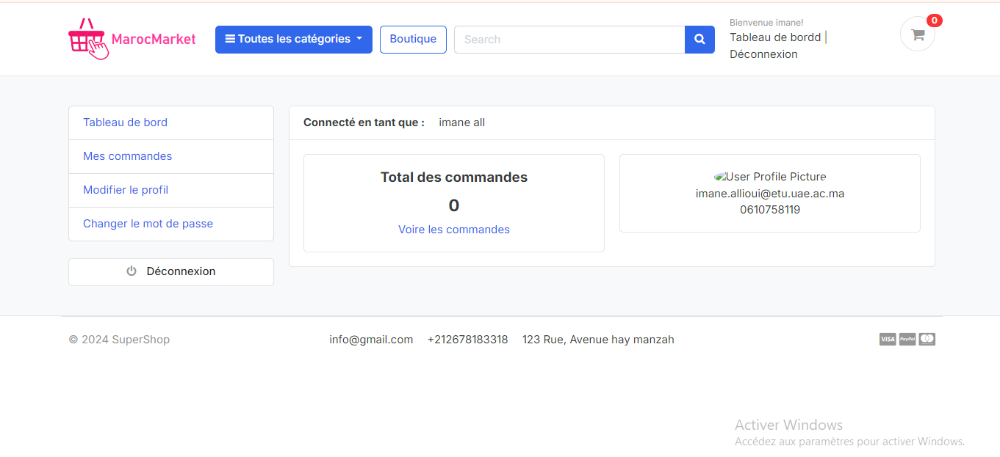 MarocMarket
Toutes les catégories
Boutique
Search
Bienvenue imane!
Tableau de bordd |
Déconnexion
0
Tableau de bord
Mes commandes
Modifier le profil
Changer le mot de passe
Déconnexion
Connecté en tant que : imane all
Total des commandes
0
Voire les commandes
User Profile Picture
imane.allioui@etu.uae.ac.ma
0610758119
© 2024 SuperShop
info@gmail.com +212678183318 123 Rue, Avenue hay manzah
VISA PayPal
Activer Windows
Accédez aux paramètres pour activer Windows.